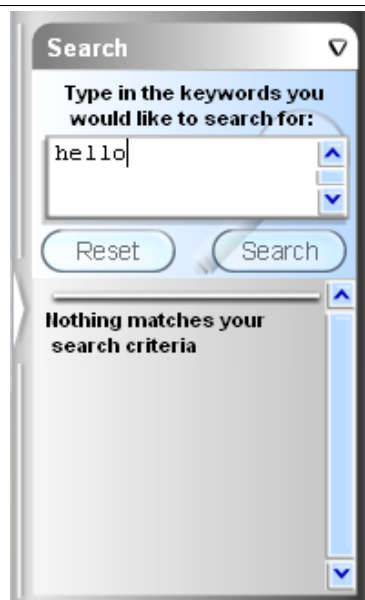 Search
Type in the keywords you
would like to search for:
hello
Reset Search
Nothing matches your
search criteria